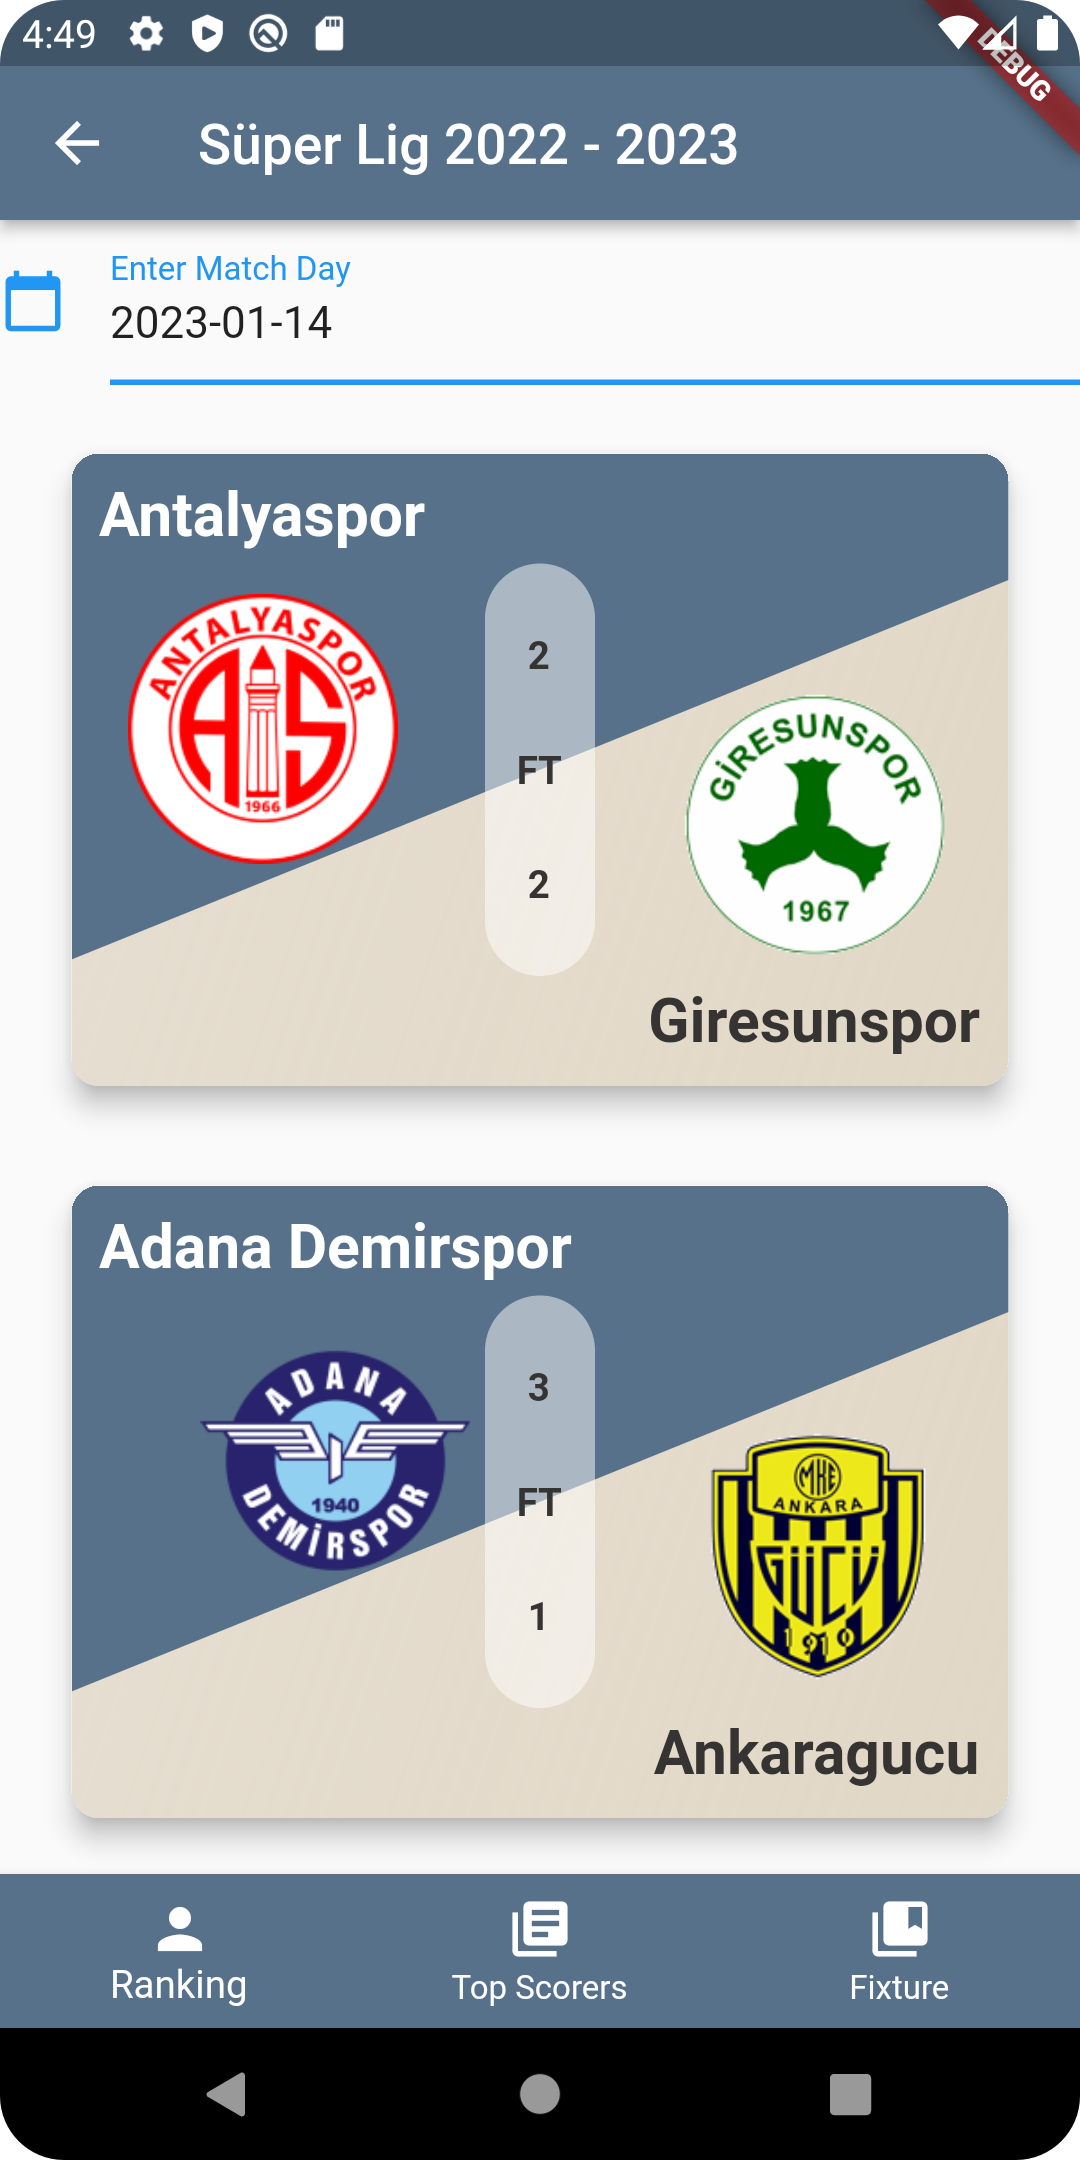 4:49
DEBUG
Süper Lig 2022 - 2023
Enter Match Day
2023-01-14
Antalyaspor
ANTALYASPOR
AS
1966
2
FT
2
GİRESUNSPOR
1967
Giresunspor
Adana Demirspor
ADANA
1940
DEMİRSPOR
3
FT
1
MKE
ANKARA
GÜCÜ
1910
Ankaragucu
Ranking
Top Scorers
Fixture